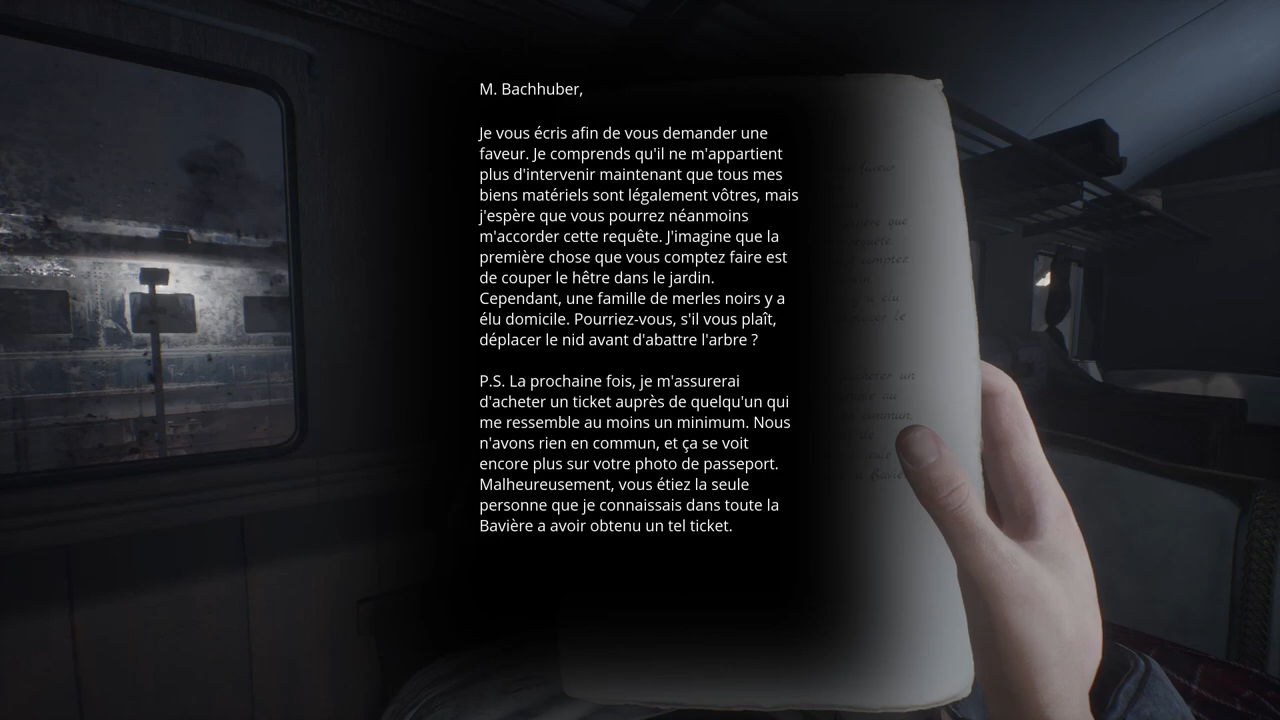 M. Bachhuber,
Je vous écris afin de vous demander une
faveur. Je comprends qu'il ne m'appartient
plus d'intervenir maintenant que tous mes
biens matériels sont légalement vôtres, mais
j'espère que vous pourrez néanmoins
m'accorder cette requête. J'imagine que la
première chose que vous comptez faire est
de couper le hêtre dans le jardin.
Cependant, une famille de merles noirs y a
élu domicile. Pourriez-vous, s'il vous plaît,
déplacer le nid avant d'abattre l'arbre ?
P.S. La prochaine fois, je m'assurerai
d'acheter un ticket auprès de quelqu'un qui
me ressemble au moins un minimum. Nous
n'avons rien en commun, et ça se voit
encore plus sur votre photo de passeport.
Malheureusement, vous étiez la seule
personne que je connaissais dans toute la
Bavière a avoir obtenu un tel ticket.